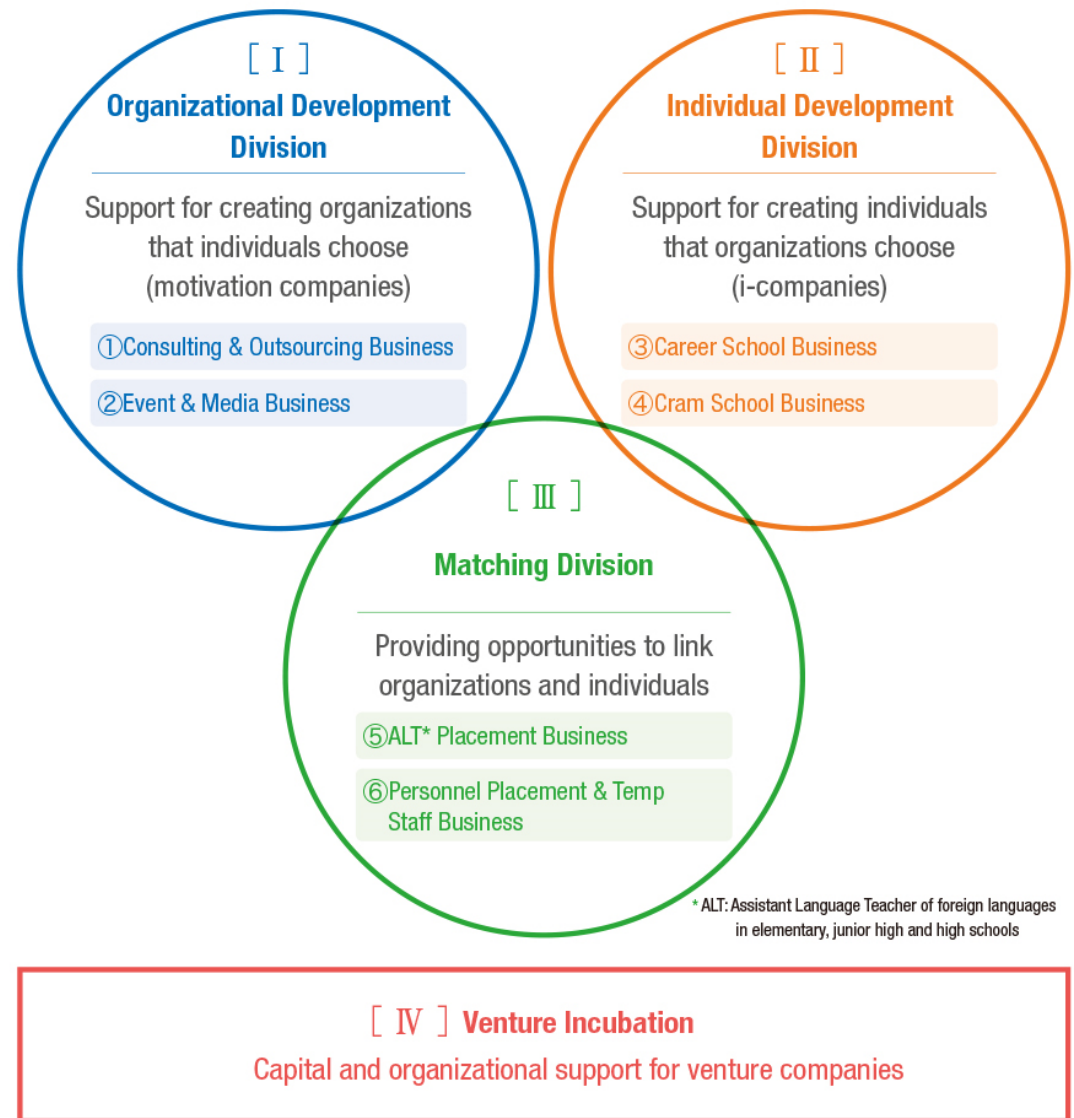 ［ Ⅰ ］
Organizational Development
Division
Support for creating organizations
that individuals choose
(motivation companies)
①Consulting & Outsourcing Business
②Event & Media Business
［ Ⅱ ］
Individual Development
Division
Support for creating individuals
that organizations choose
(i-companies)
③Career School Business
④Cram School Business
［ Ⅲ ］
Matching Division
Providing opportunities to link
organizations and individuals
⑤ALT* Placement Business
⑥Personnel Placement & Temp
Staff Business
* ALT: Assistant Language Teacher of foreign languages
in elementary, junior high and high schools
［ Ⅳ ］ Venture Incubation
Capital and organizational support for venture companies